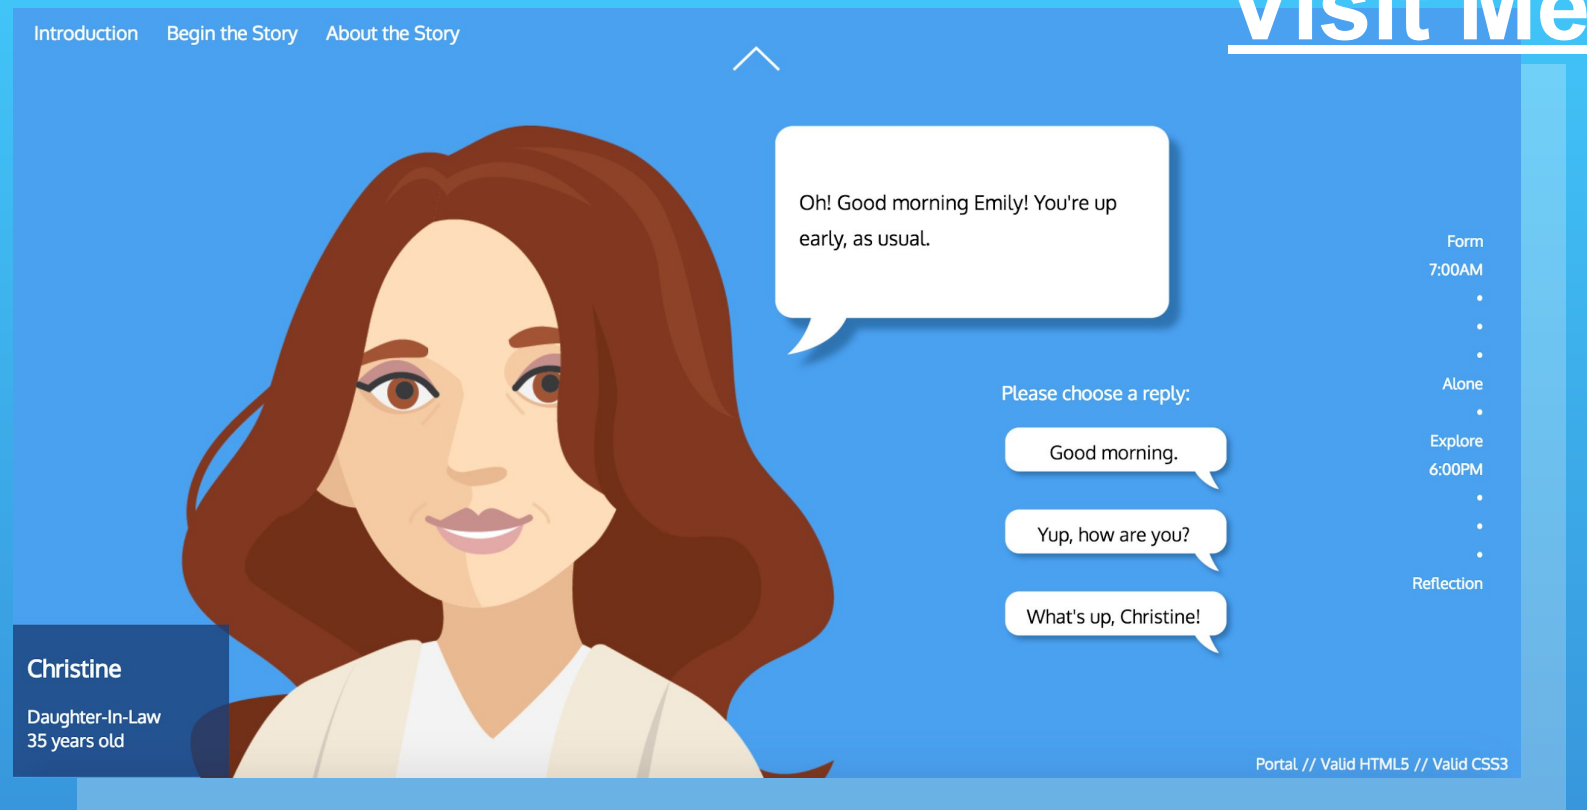 Visit Me
Introduction Begin the Story About the Story
Oh! Good morning Emily! You're up
early, as usual.
Form
7:00AM
Please choose a reply:
Alone
Good morning.
Explore
6:00PM
Yup, how are you?
Reflection
What's up, Christine!
Christine
Daughter-In-Law
35 years old
Portal // Valid HTML5 // Valid CSS3